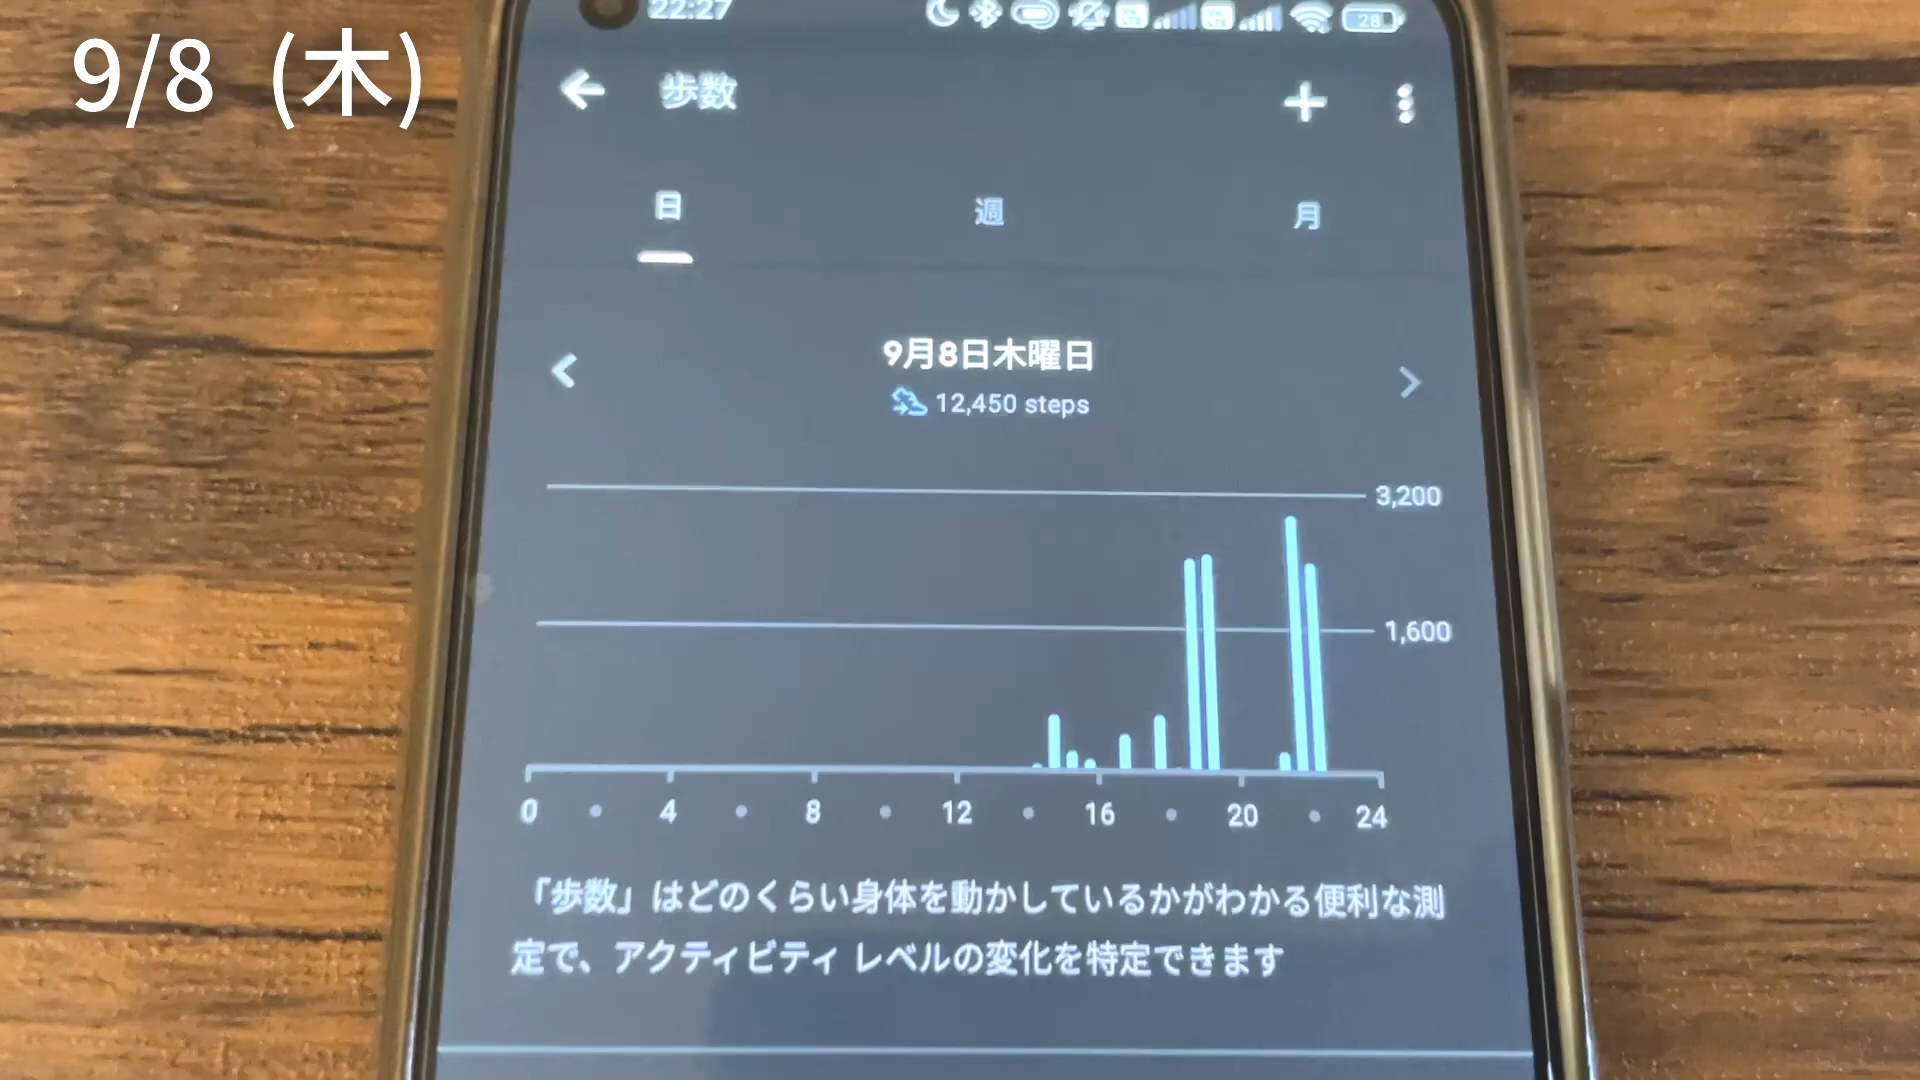 9/8 (木)
22:27
28
歩数
日 週 月
9月8日木曜日
12,450 steps
3,200
1,600
0 4 8 12 16 20 24
「歩数」はどのくらい身体を動かしているかがわかる便利な測
定で、アクティビティ レベルの変化を特定できます